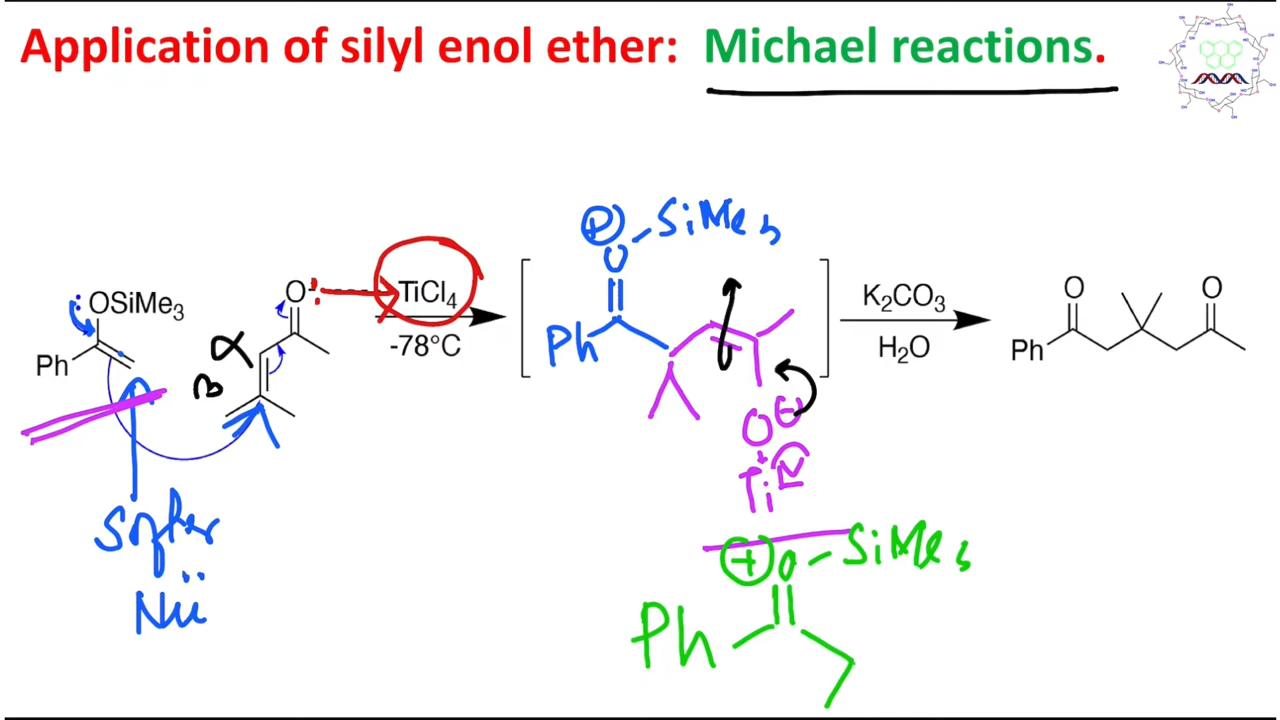 Application of silyl enol ether: Michael reactions.
⊕
O-SiMe3
:OSiMe3
Ph
O:
TiCl4
-78°C
α
β
Ph
O⊖
Ti
K2CO3
H2O
O
O
Ph
Softer
Nu
⊕ O-SiMe3
Ph